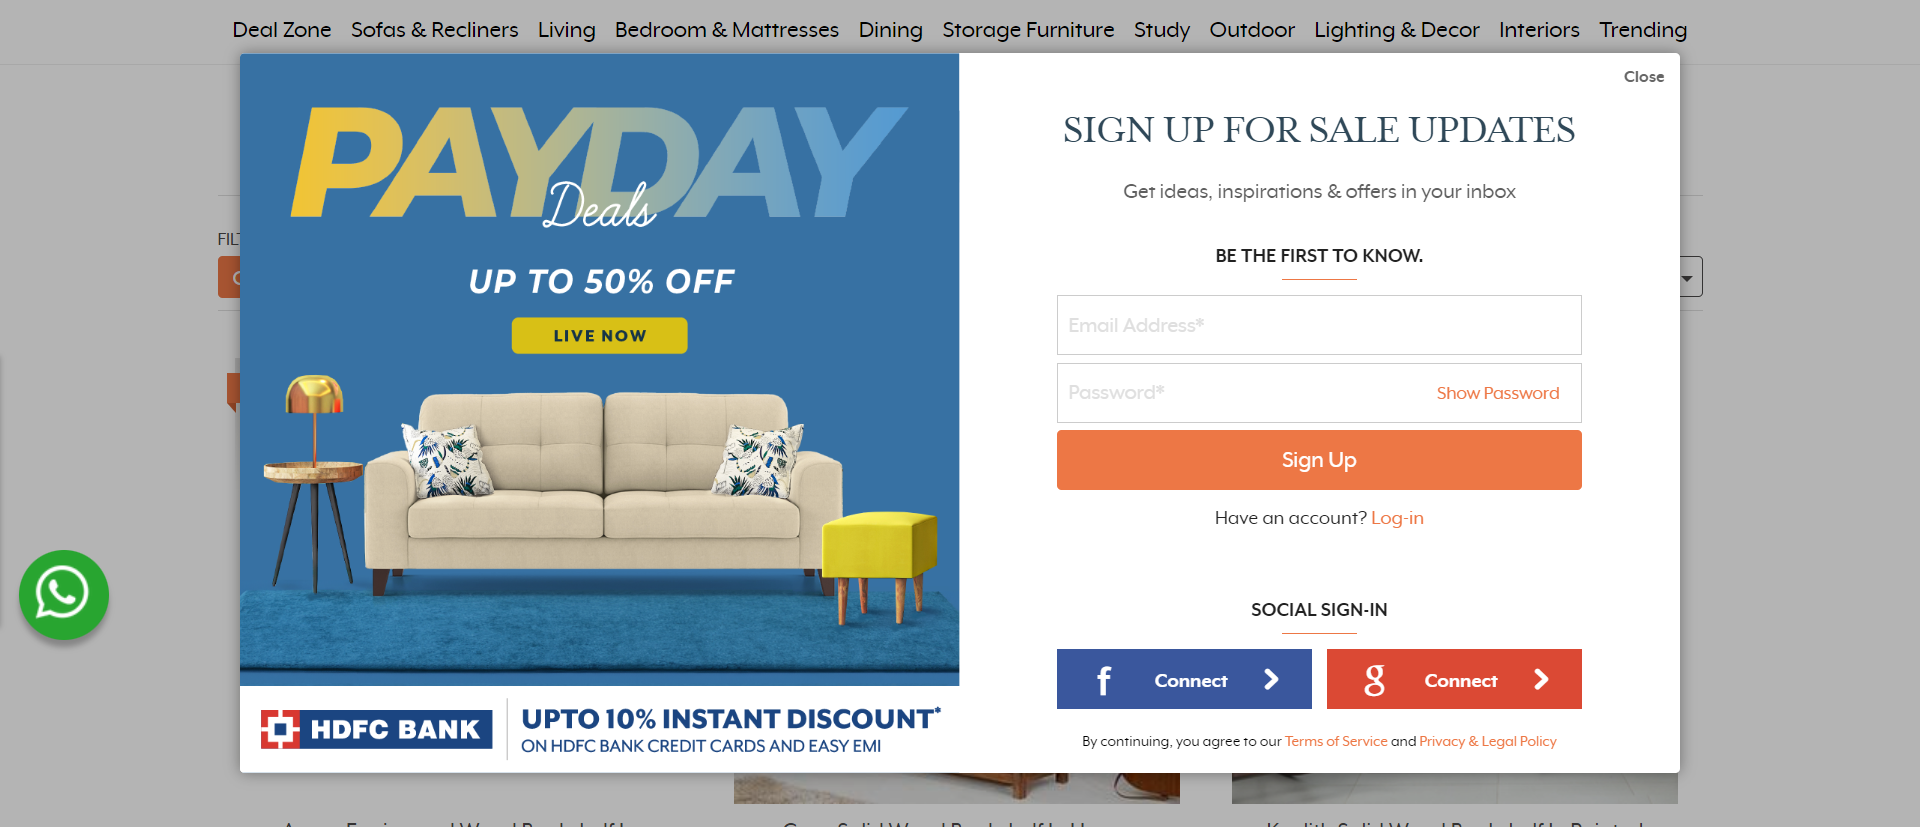 Deal Zone Sofas & Recliners Living Bedroom & Mattresses Dining Storage Furniture Study Outdoor Lighting & Decor Interiors Trending
Close
PAYDAY
Deals
UP TO 50% OFF
LIVE NOW
HDFC BANK
UPTO 10% INSTANT DISCOUNT*
ON HDFC BANK CREDIT CARDS AND EASY EMI
SIGN UP FOR SALE UPDATES
Get ideas, inspirations & offers in your inbox
BE THE FIRST TO KNOW.
Email Address*
Password* Show Password
Sign Up
Have an account? Log-in
SOCIAL SIGN-IN
f Connect
g Connect
By continuing, you agree to our Terms of Service and Privacy & Legal Policy